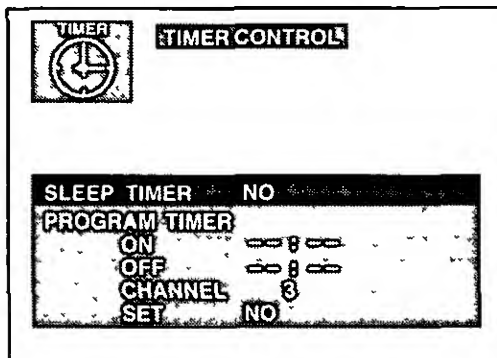 TIMER
TIMER CONTROL
SLEEP TIMER NO
PROGRAM TIMER
ON --:--
OFF --:--
CHANNEL 3
SET NO